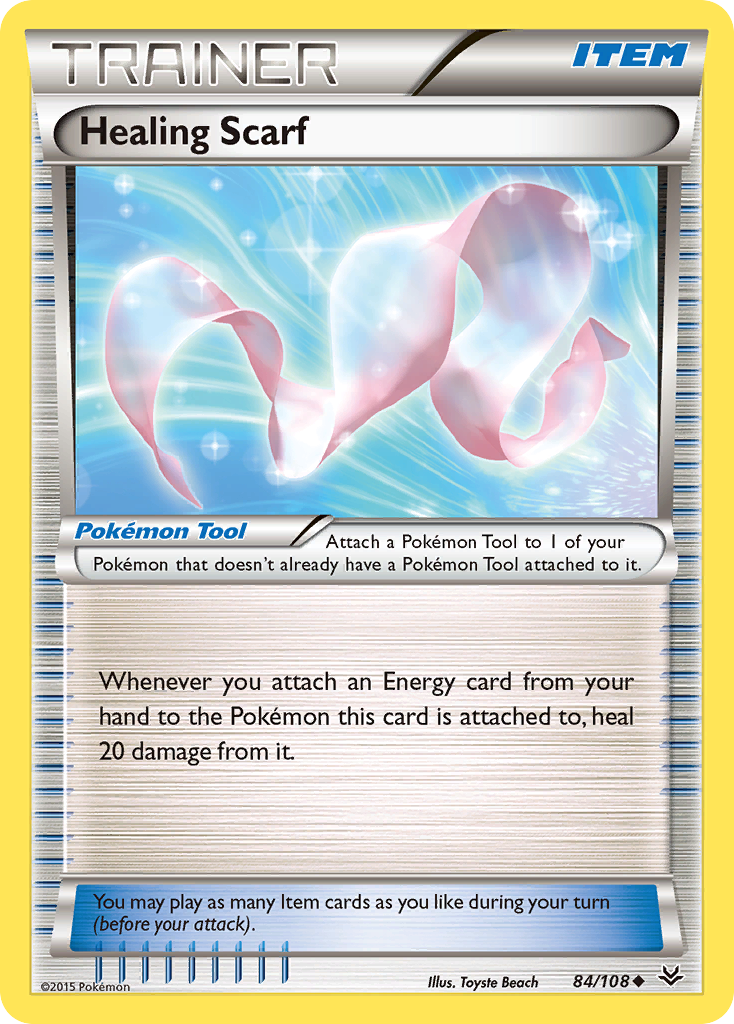 TRAINER
ITEM
Healing Scarf
Pokémon Tool
Attach a Pokémon Tool to 1 of your
Pokémon that doesn't already have a Pokémon Tool attached to it.
Whenever you attach an Energy card from your
hand to the Pokémon this card is attached to, heal
20 damage from it.
You may play as many Item cards as you like during your turn
(before your attack).
©2015 Pokémon
Illus. Toyste Beach
84/108